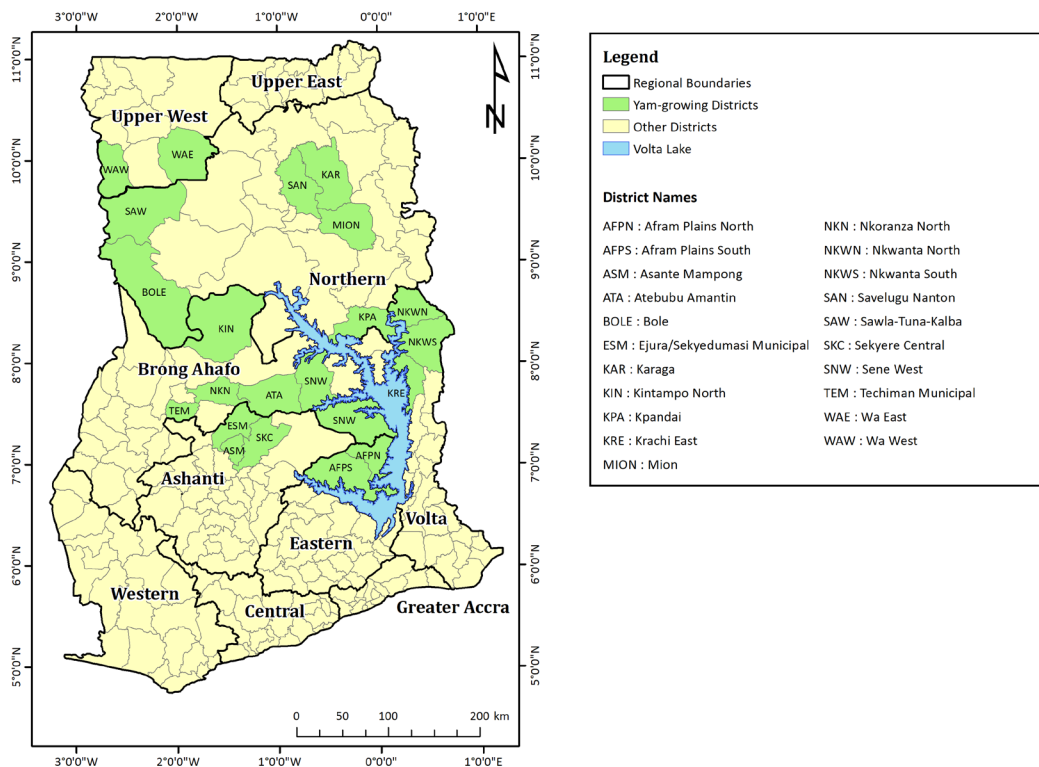 3°0'0"W 2°0'0"W 1°0'0"W 0°0'0" 1°0'0"E
11°0'0"N
10°0'0"N
9°0'0"N
8°0'0"N
7°0'0"N
6°0'0"N
5°0'0"N
11°0'0"N
10°0'0"N
9°0'0"N
8°0'0"N
7°0'0"N
6°0'0"N
5°0'0"N
N
Upper East
Upper West
WAE
WAW
KAR
SAN
SAW
MION
Northern
BOLE
KPA
NKWN
KIN
NKWS
Brong Ahafo
SNW
NKN
ATA
KRE
TEM
SNW
ESM
SKC
ASM
AFPN
AFPS
Ashanti
Volta
Eastern
Western
Central
Greater Accra
0 50 100 200 km
3°0'0"W 2°0'0"W 1°0'0"W 0°0'0" 1°0'0"E
Legend
Regional Boundaries
Yam-growing Districts
Other Districts
Volta Lake
District Names
AFPN : Afram Plains North
AFPS : Afram Plains South
ASM : Asante Mampong
ATA : Atebubu Amantin
BOLE : Bole
ESM : Ejura/Sekyedumasi Municipal
KAR : Karaga
KIN : Kintampo North
KPA : Kpandai
KRE : Krachi East
MION : Mion
NKN : Nkoranza North
NKWN : Nkwanta North
NKWS : Nkwanta South
SAN : Savelugu Nanton
SAW : Sawla-Tuna-Kalba
SKC : Sekyere Central
SNW : Sene West
TEM : Techiman Municipal
WAE : Wa East
WAW : Wa West